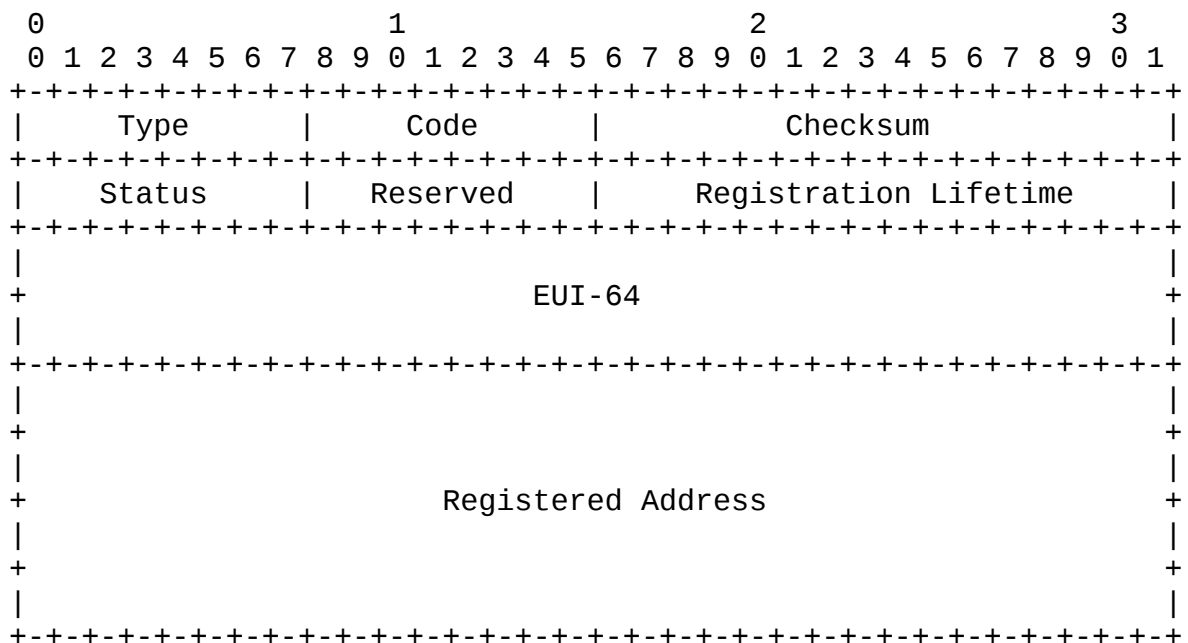 0                   1                   2                   3
 0 1 2 3 4 5 6 7 8 9 0 1 2 3 4 5 6 7 8 9 0 1 2 3 4 5 6 7 8 9 0 1
+-+-+-+-+-+-+-+-+-+-+-+-+-+-+-+-+-+-+-+-+-+-+-+-+-+-+-+-+-+-+-+-+
|     Type      |     Code      |          Checksum             |
+-+-+-+-+-+-+-+-+-+-+-+-+-+-+-+-+-+-+-+-+-+-+-+-+-+-+-+-+-+-+-+-+
|    Status     |   Reserved    |     Registration Lifetime     |
+-+-+-+-+-+-+-+-+-+-+-+-+-+-+-+-+-+-+-+-+-+-+-+-+-+-+-+-+-+-+-+-+
|                                                               |
+                            EUI-64                             +
|                                                               |
+-+-+-+-+-+-+-+-+-+-+-+-+-+-+-+-+-+-+-+-+-+-+-+-+-+-+-+-+-+-+-+-+
|                                                               |
+                                                               +
|                                                               |
+                       Registered Address                      +
|                                                               |
+                                                               +
|                                                               |
+-+-+-+-+-+-+-+-+-+-+-+-+-+-+-+-+-+-+-+-+-+-+-+-+-+-+-+-+-+-+-+-+